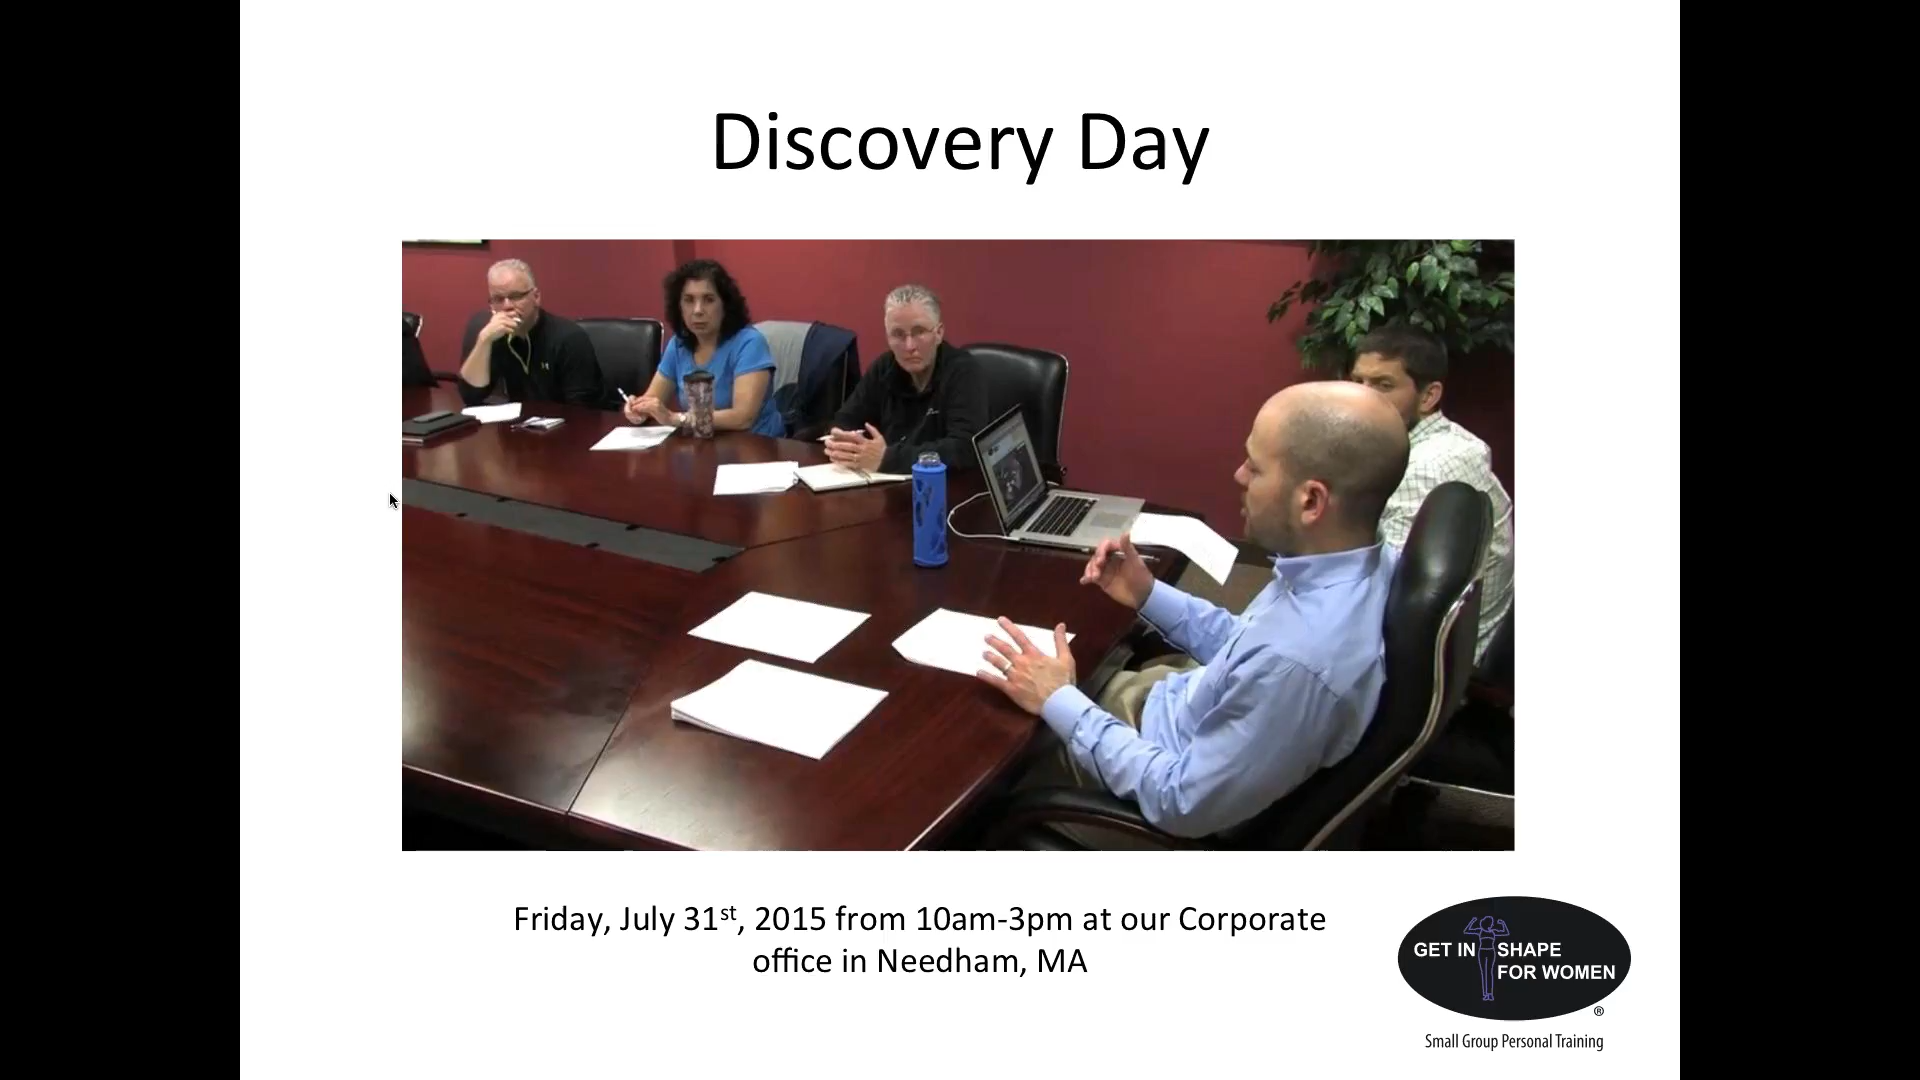 Discovery Day
Friday, July 31st, 2015 from 10am-3pm at our Corporate
office in Needham, MA
GET IN SHAPE
FOR WOMEN
®
Small Group Personal Training